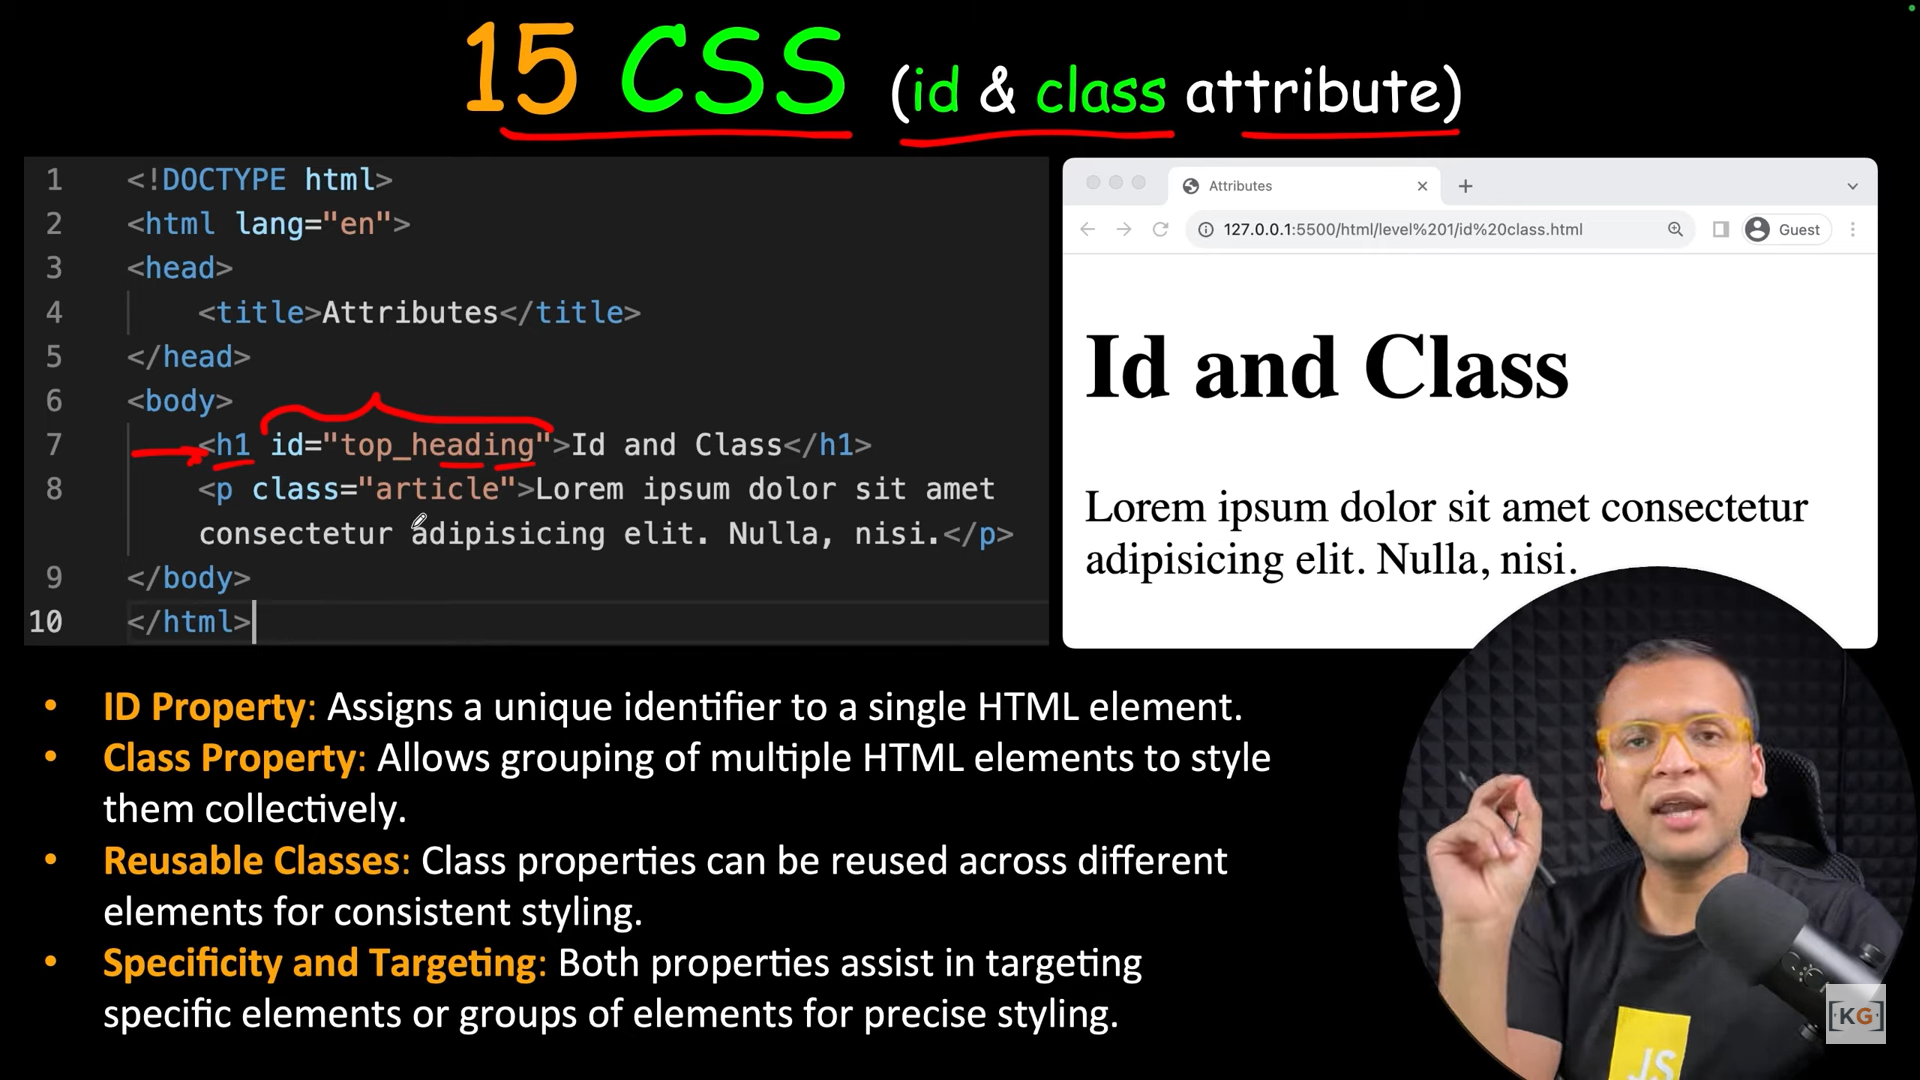 15 CSS (id & class attribute)
1 <!DOCTYPE html>
2 <html lang="en">
3 <head>
4 <title>Attributes</title>
5 </head>
6 <body>
7 <h1 id="top_heading">Id and Class</h1>
8 <p class="article">Lorem ipsum dolor sit amet
consectetur adipisicing elit. Nulla, nisi.</p>
9 </body>
10 </html>
Attributes
127.0.0.1:5500/html/level%201/id%20class.html
Guest
Id and Class
Lorem ipsum dolor sit amet consectetur
adipisicing elit. Nulla, nisi.
• ID Property: Assigns a unique identifier to a single HTML element.
• Class Property: Allows grouping of multiple HTML elements to style
them collectively.
• Reusable Classes: Class properties can be reused across different
elements for consistent styling.
• Specificity and Targeting: Both properties assist in targeting
specific elements or groups of elements for precise styling.
JS
[KG]